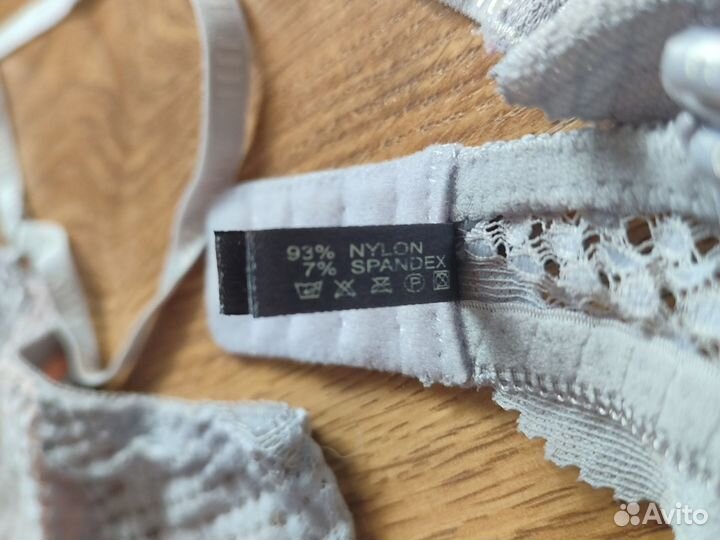 93% NYLON
7% SPANDEX
P
Avito